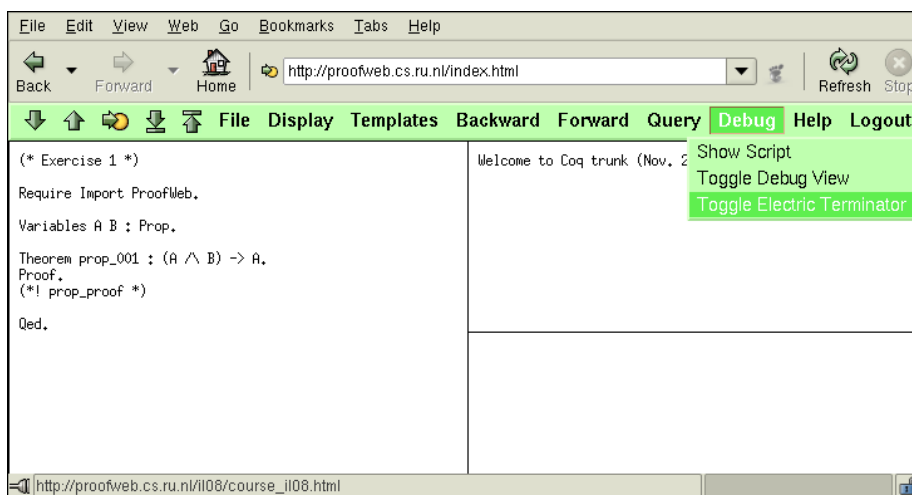 File Edit View Web Go Bookmarks Tabs Help
http://proofweb.cs.ru.nl/index.html
Back Forward Home Refresh Stop
File Display Templates Backward Forward Query Debug Help Logout
Show Script
Toggle Debug View
Toggle Electric Terminator
(* Exercise 1 *)
Require Import ProofWeb.
Variables A B : Prop.
Theorem prop_001 : (A /\ B) -> A.
Proof.
(*! prop_proof *)
Qed.
Welcome to Coq trunk (Nov. 2
http://proofweb.cs.ru.nl/il08/course_il08.html